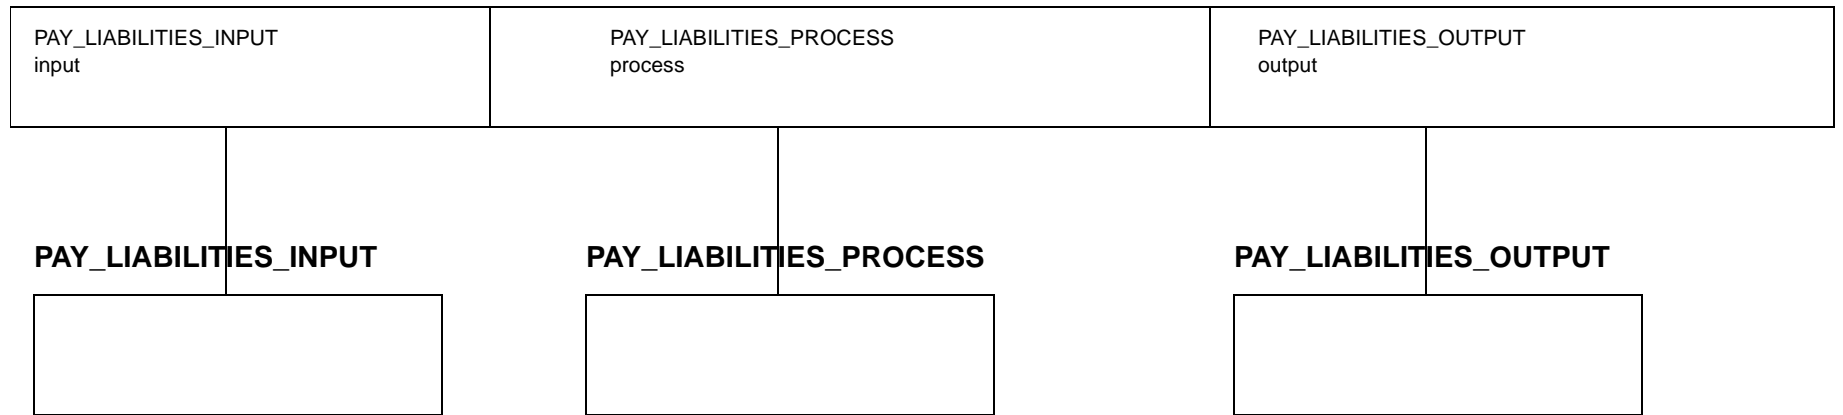 PAY_LIABILITIES_INPUT
input
PAY_LIABILITIES_PROCESS
process
PAY_LIABILITIES_OUTPUT
output
PAY_LIABILITIES_INPUT
PAY_LIABILITIES_PROCESS
PAY_LIABILITIES_OUTPUT